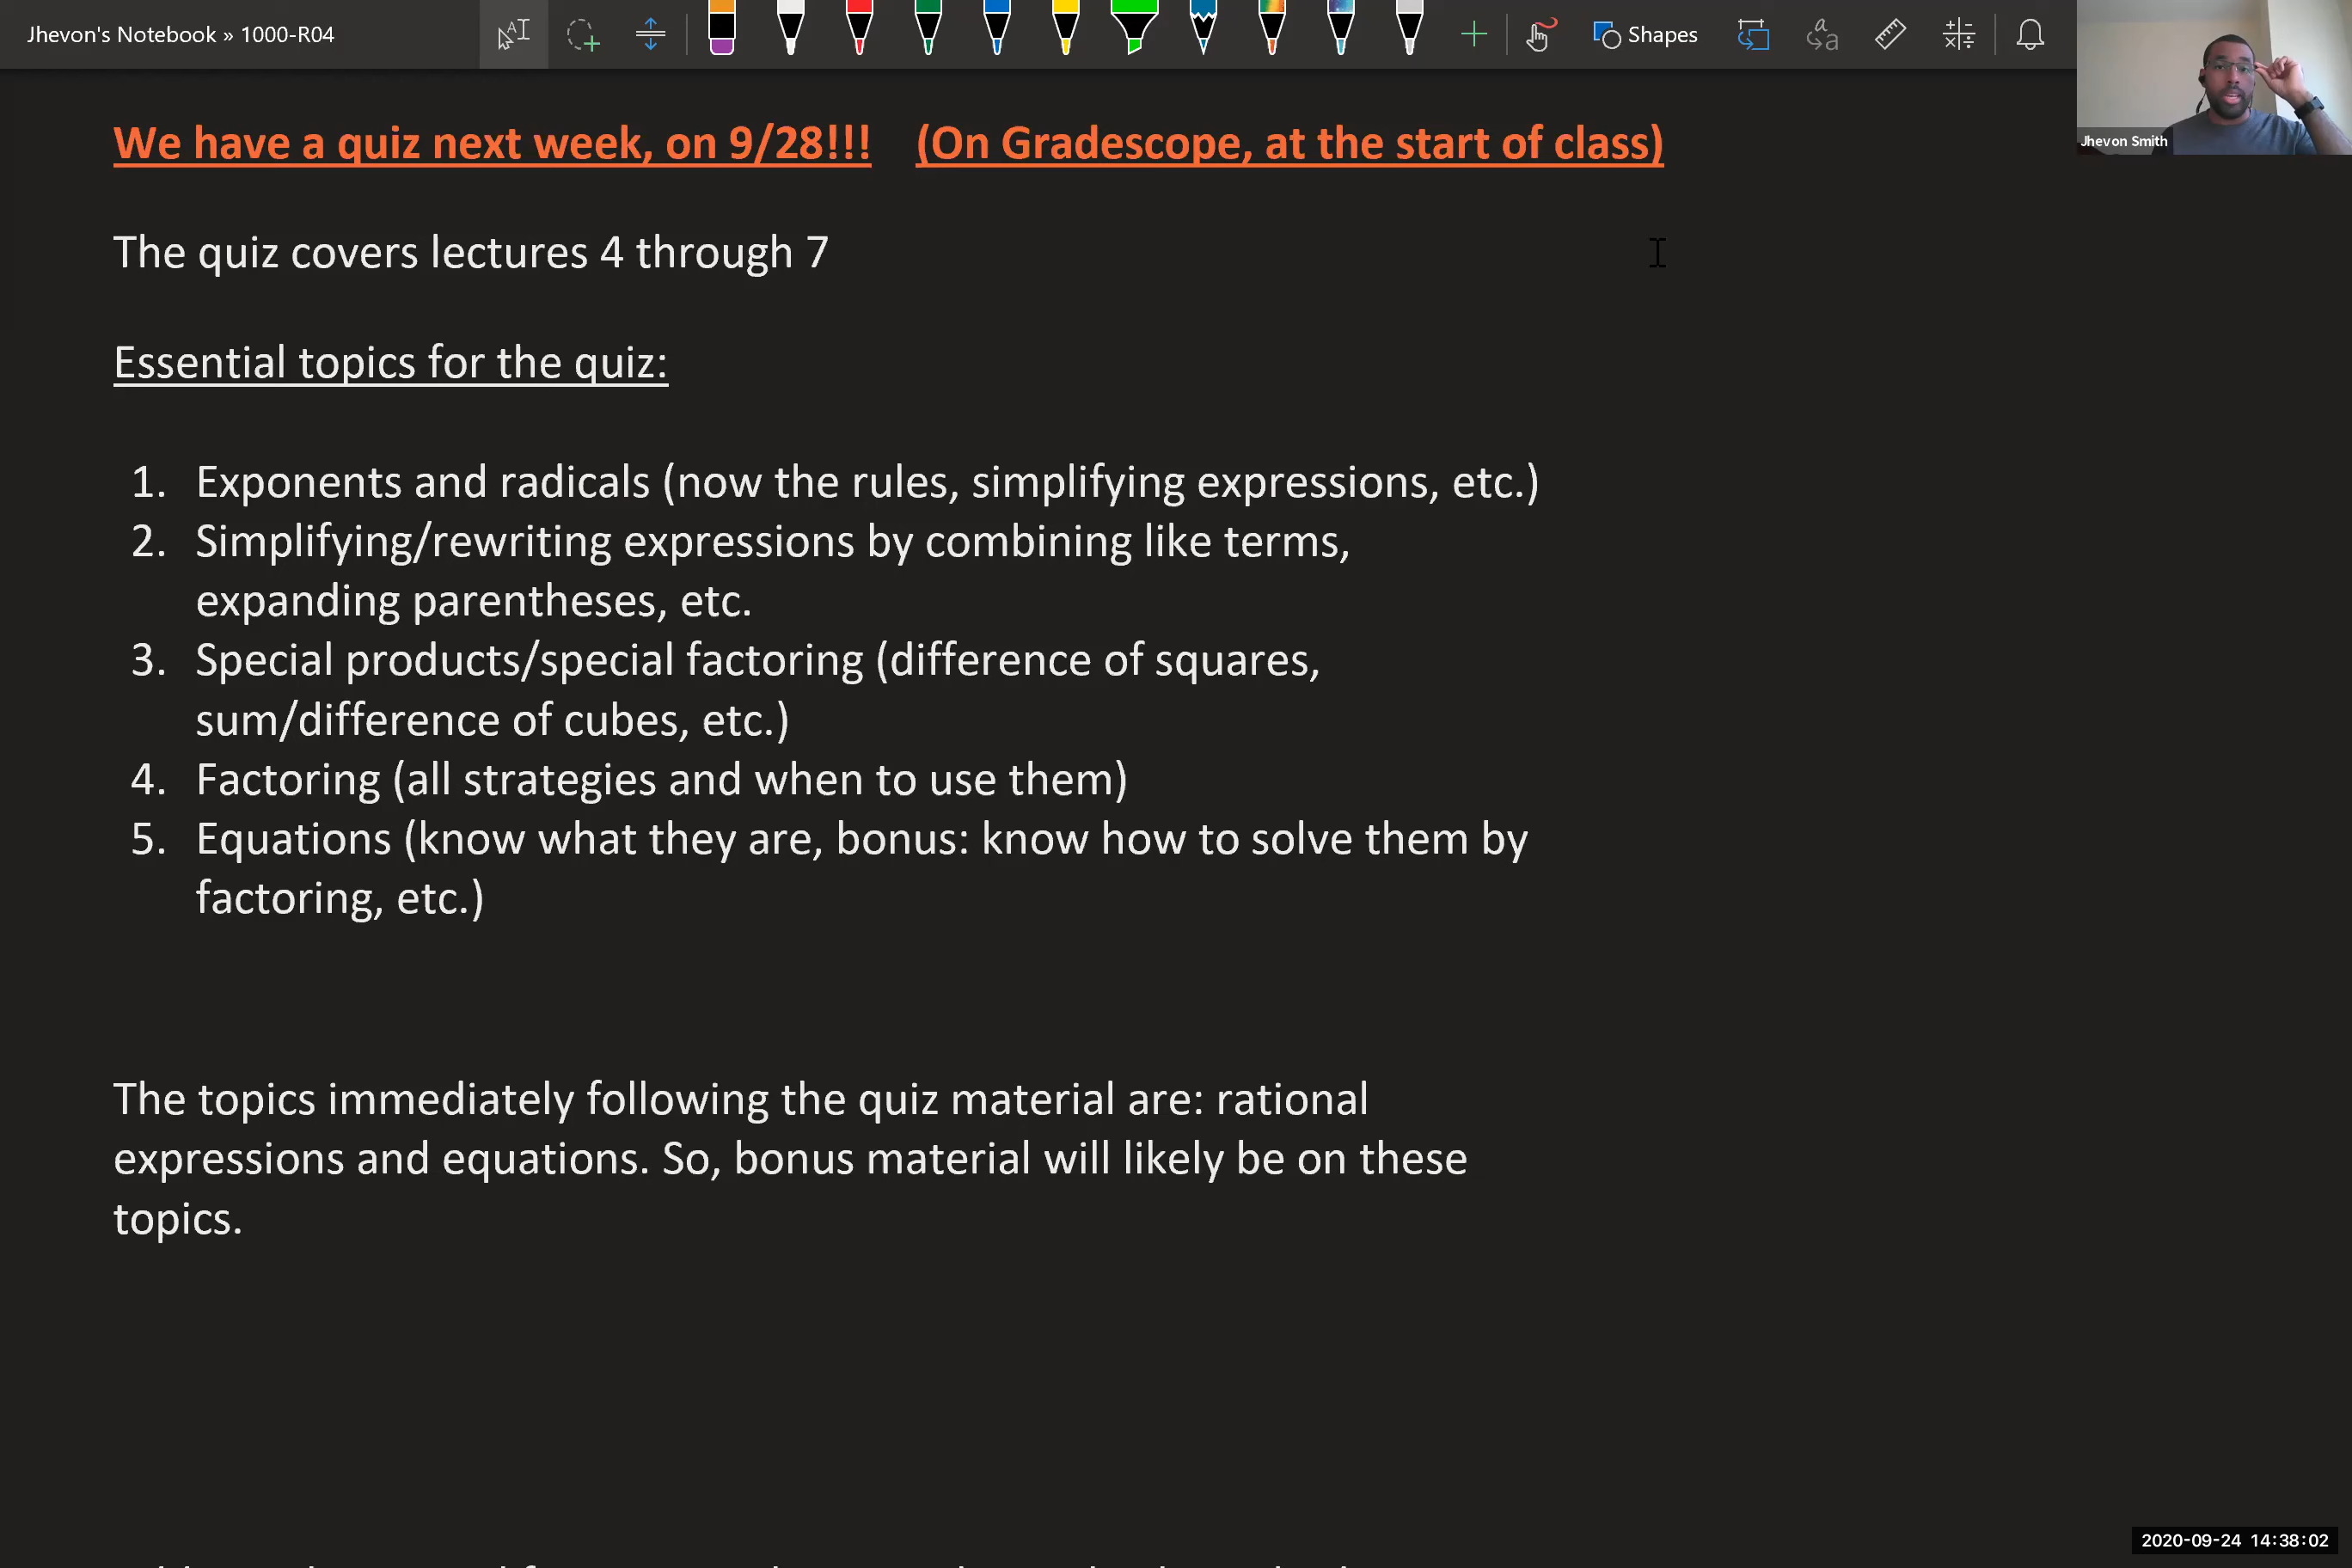 Jhevon's Notebook » 1000-R04
Shapes
Jhevon Smith
We have a quiz next week, on 9/28!!! (On Gradescope, at the start of class)
The quiz covers lectures 4 through 7
Essential topics for the quiz:
1. Exponents and radicals (now the rules, simplifying expressions, etc.)
2. Simplifying/rewriting expressions by combining like terms,
expanding parentheses, etc.
3. Special products/special factoring (difference of squares,
sum/difference of cubes, etc.)
4. Factoring (all strategies and when to use them)
5. Equations (know what they are, bonus: know how to solve them by
factoring, etc.)
The topics immediately following the quiz material are: rational
expressions and equations. So, bonus material will likely be on these
topics.
2020-09-24 14:38:02